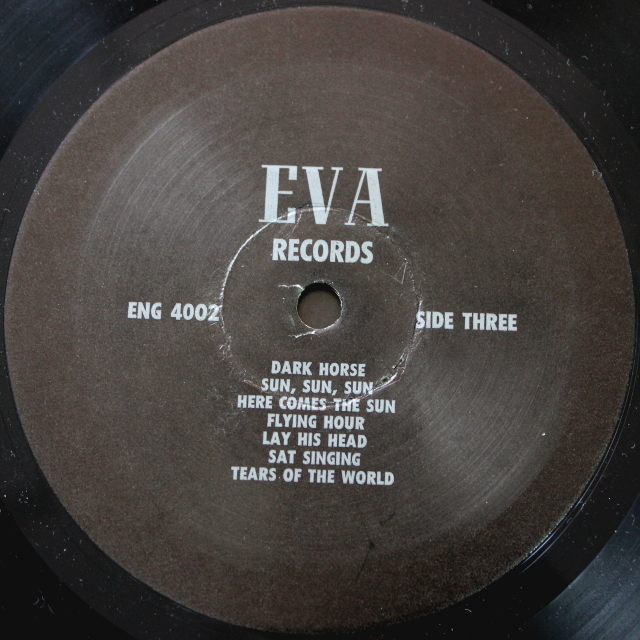 EVA
RECORDS
ENG 4002
SIDE THREE
DARK HORSE
SUN, SUN, SUN
HERE COMES THE SUN
FLYING HOUR
LAY HIS HEAD
SAT SINGING
TEARS OF THE WORLD